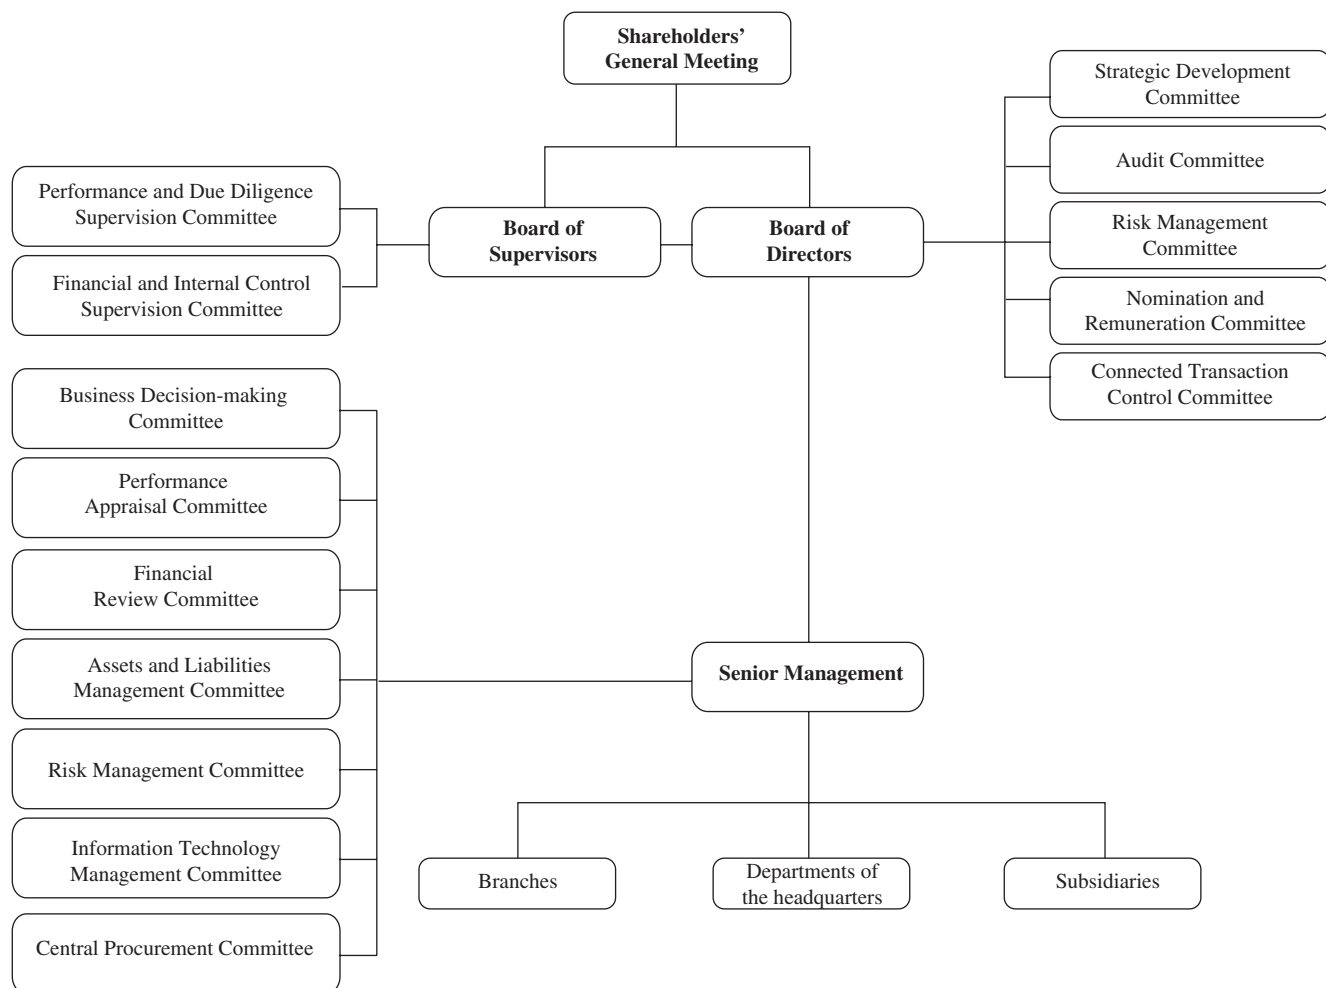 Shareholders’
General Meeting
Strategic Development
Committee
Audit Committee
Risk Management
Committee
Nomination and
Remuneration Committee
Connected Transaction
Control Committee
Performance and Due Diligence
Supervision Committee
Financial and Internal Control
Supervision Committee
Board of
Supervisors
Board of
Directors
Business Decision-making
Committee
Performance
Appraisal Committee
Financial
Review Committee
Assets and Liabilities
Management Committee
Risk Management Committee
Information Technology
Management Committee
Central Procurement Committee
Senior Management
Branches
Departments of
the headquarters
Subsidiaries